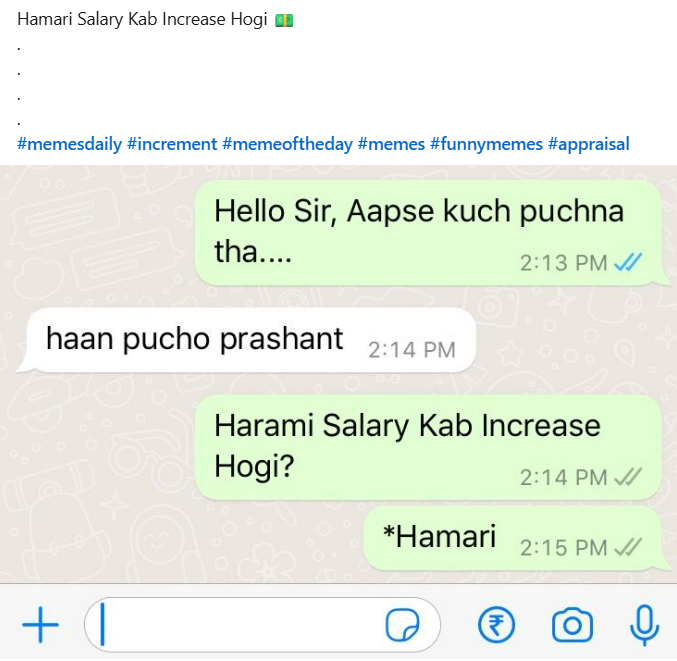 Hamari Salary Kab Increase Hogi 💵
.
.
.
.
#memesdaily #increment #memeoftheday #memes #funnymemes #appraisal
Hello Sir, Aapse kuch puchna
tha....
2:13 PM
haan pucho prashant 2:14 PM
Harami Salary Kab Increase
Hogi?
2:14 PM
*Hamari 2:15 PM
₹